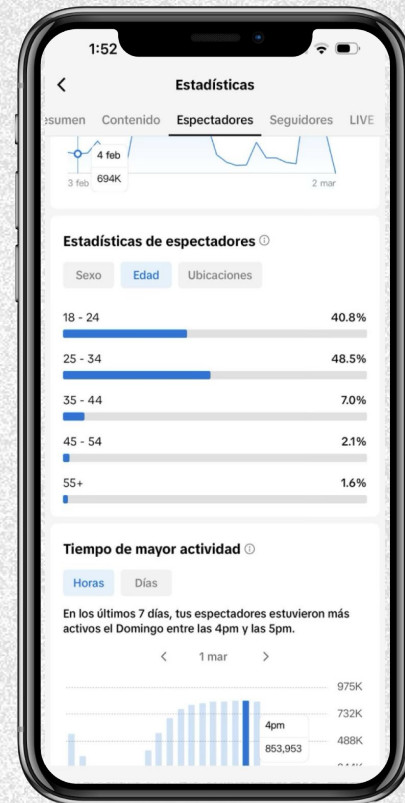 1:52
Estadísticas
esumen Contenido Espectadores Seguidores LIVE
4 feb
694K
3 feb
2 mar
Estadísticas de espectadores
Sexo Edad Ubicaciones
18 - 24 40.8%
25 - 34 48.5%
35 - 44 7.0%
45 - 54 2.1%
55+ 1.6%
Tiempo de mayor actividad
Horas Días
En los últimos 7 días, tus espectadores estuvieron más
activos el Domingo entre las 4pm y las 5pm.
< 1 mar >
975K
732K
4pm
853,953
488K